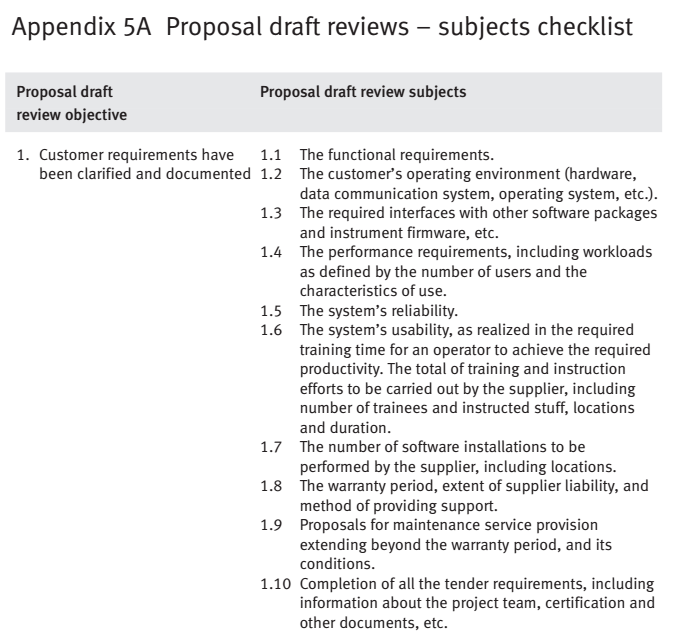 Appendix 5A Proposal draft reviews – subjects checklist
Proposal draft
review objective
Proposal draft review subjects
1. Customer requirements have
been clarified and documented
1.1 The functional requirements.
1.2 The customer's operating environment (hardware,
data communication system, operating system, etc.).
1.3 The required interfaces with other software packages
and instrument firmware, etc.
1.4 The performance requirements, including workloads
as defined by the number of users and the
characteristics of use.
1.5 The system's reliability.
1.6 The system's usability, as realized in the required
training time for an operator to achieve the required
productivity. The total of training and instruction
efforts to be carried out by the supplier, including
number of trainees and instructed stuff, locations
and duration.
1.7 The number of software installations to be
performed by the supplier, including locations.
1.8 The warranty period, extent of supplier liability, and
method of providing support.
1.9 Proposals for maintenance service provision
extending beyond the warranty period, and its
conditions.
1.10 Completion of all the tender requirements, including
information about the project team, certification and
other documents, etc.